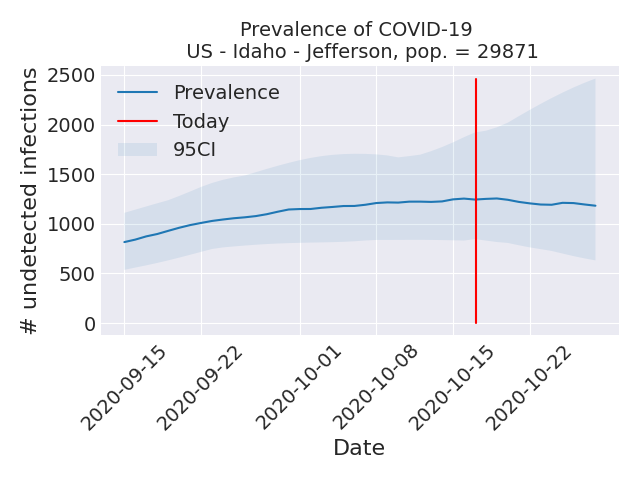 Prevalence of COVID-19
US - Idaho - Jefferson, pop. = 29871
# undetected infections
2500
2000
1500
1000
500
0
Prevalence
Today
95CI
2020-09-15
2020-09-22
2020-10-01
2020-10-08
2020-10-15
2020-10-22
Date